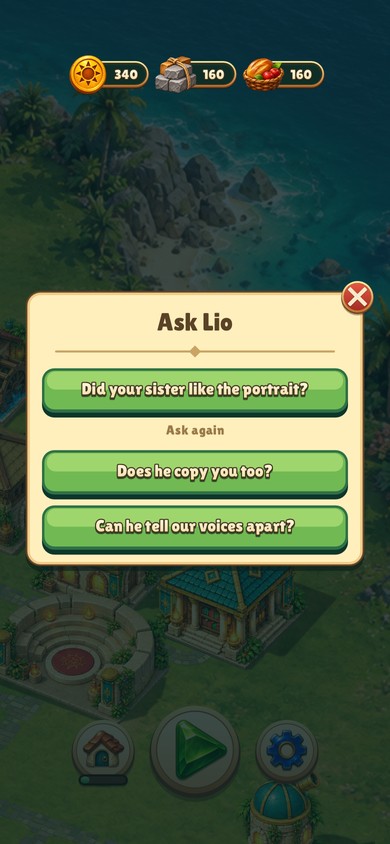 340
160
160
Ask Lio
Did your sister like the portrait?
Ask again
Does he copy you too?
Can he tell our voices apart?